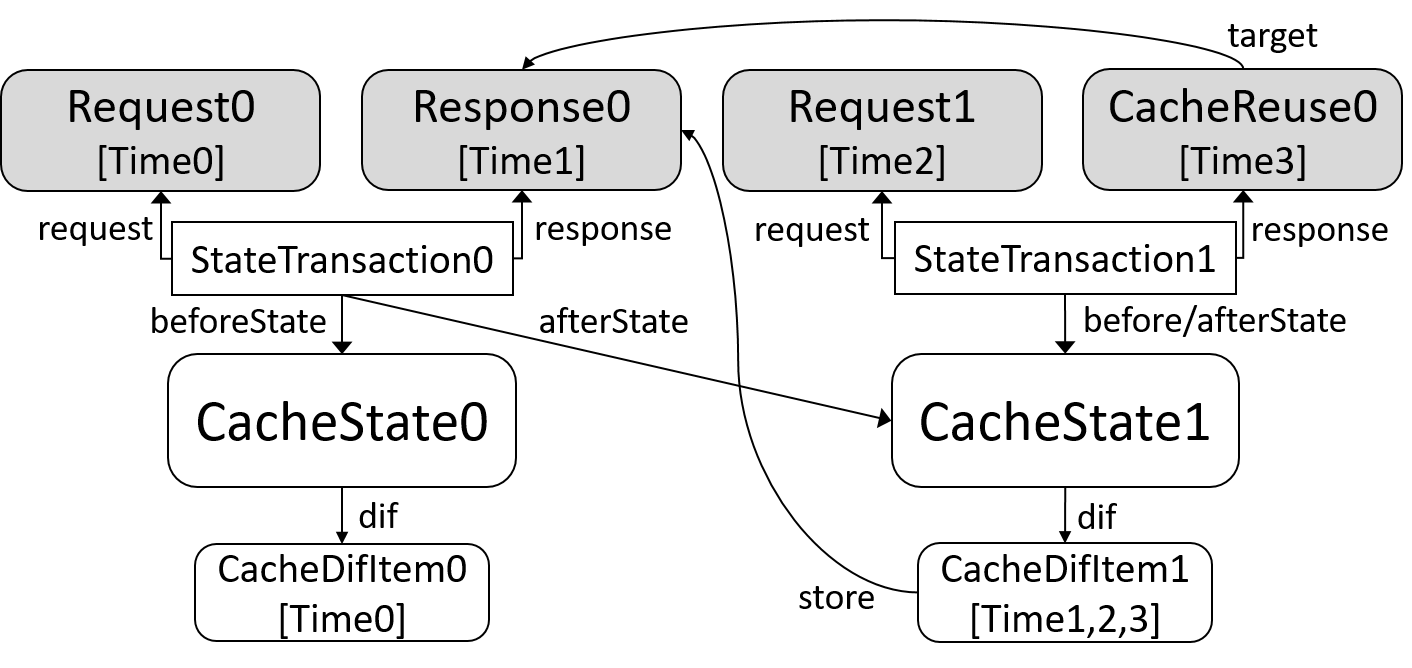 target
Request0
[Time0]
Response0
[Time1]
Request1
[Time2]
CacheReuse0
[Time3]
request
StateTransaction0
response
request
StateTransaction1
response
beforeState
afterState
before/afterState
CacheState0
CacheState1
dif
dif
CacheDifItem0
[Time0]
store
CacheDifItem1
[Time1,2,3]